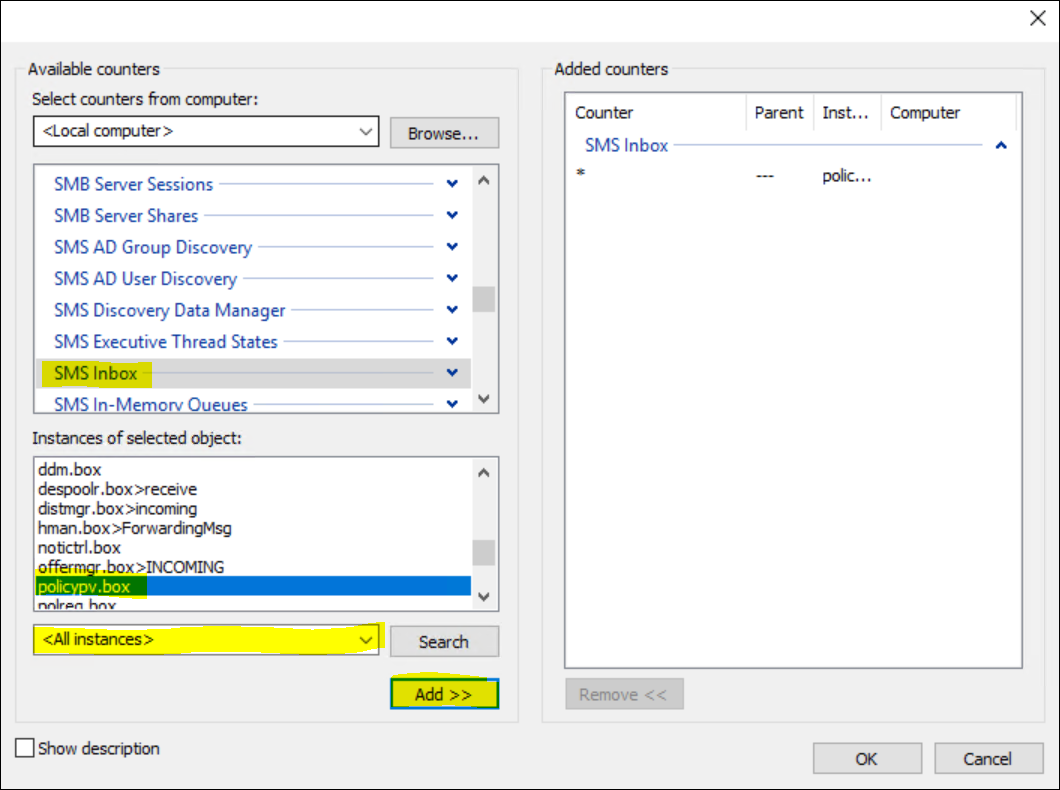 Available counters
Select counters from computer:
<Local computer>
Browse...
SMB Server Sessions
SMB Server Shares
SMS AD Group Discovery
SMS AD User Discovery
SMS Discovery Data Manager
SMS Executive Thread States
SMS Inbox
SMS In-Memory Queues
Instances of selected object:
ddm.box
despoolr.box>receive
distmgr.box>incoming
hman.box>ForwardingMsg
notictrl.box
offermgr.box>INCOMING
policypv.box
polreq.box
<All instances>
Search
Add >>
Show description
Added counters
Counter Parent Inst... Computer
SMS Inbox
* --- polic...
Remove <<
OK
Cancel